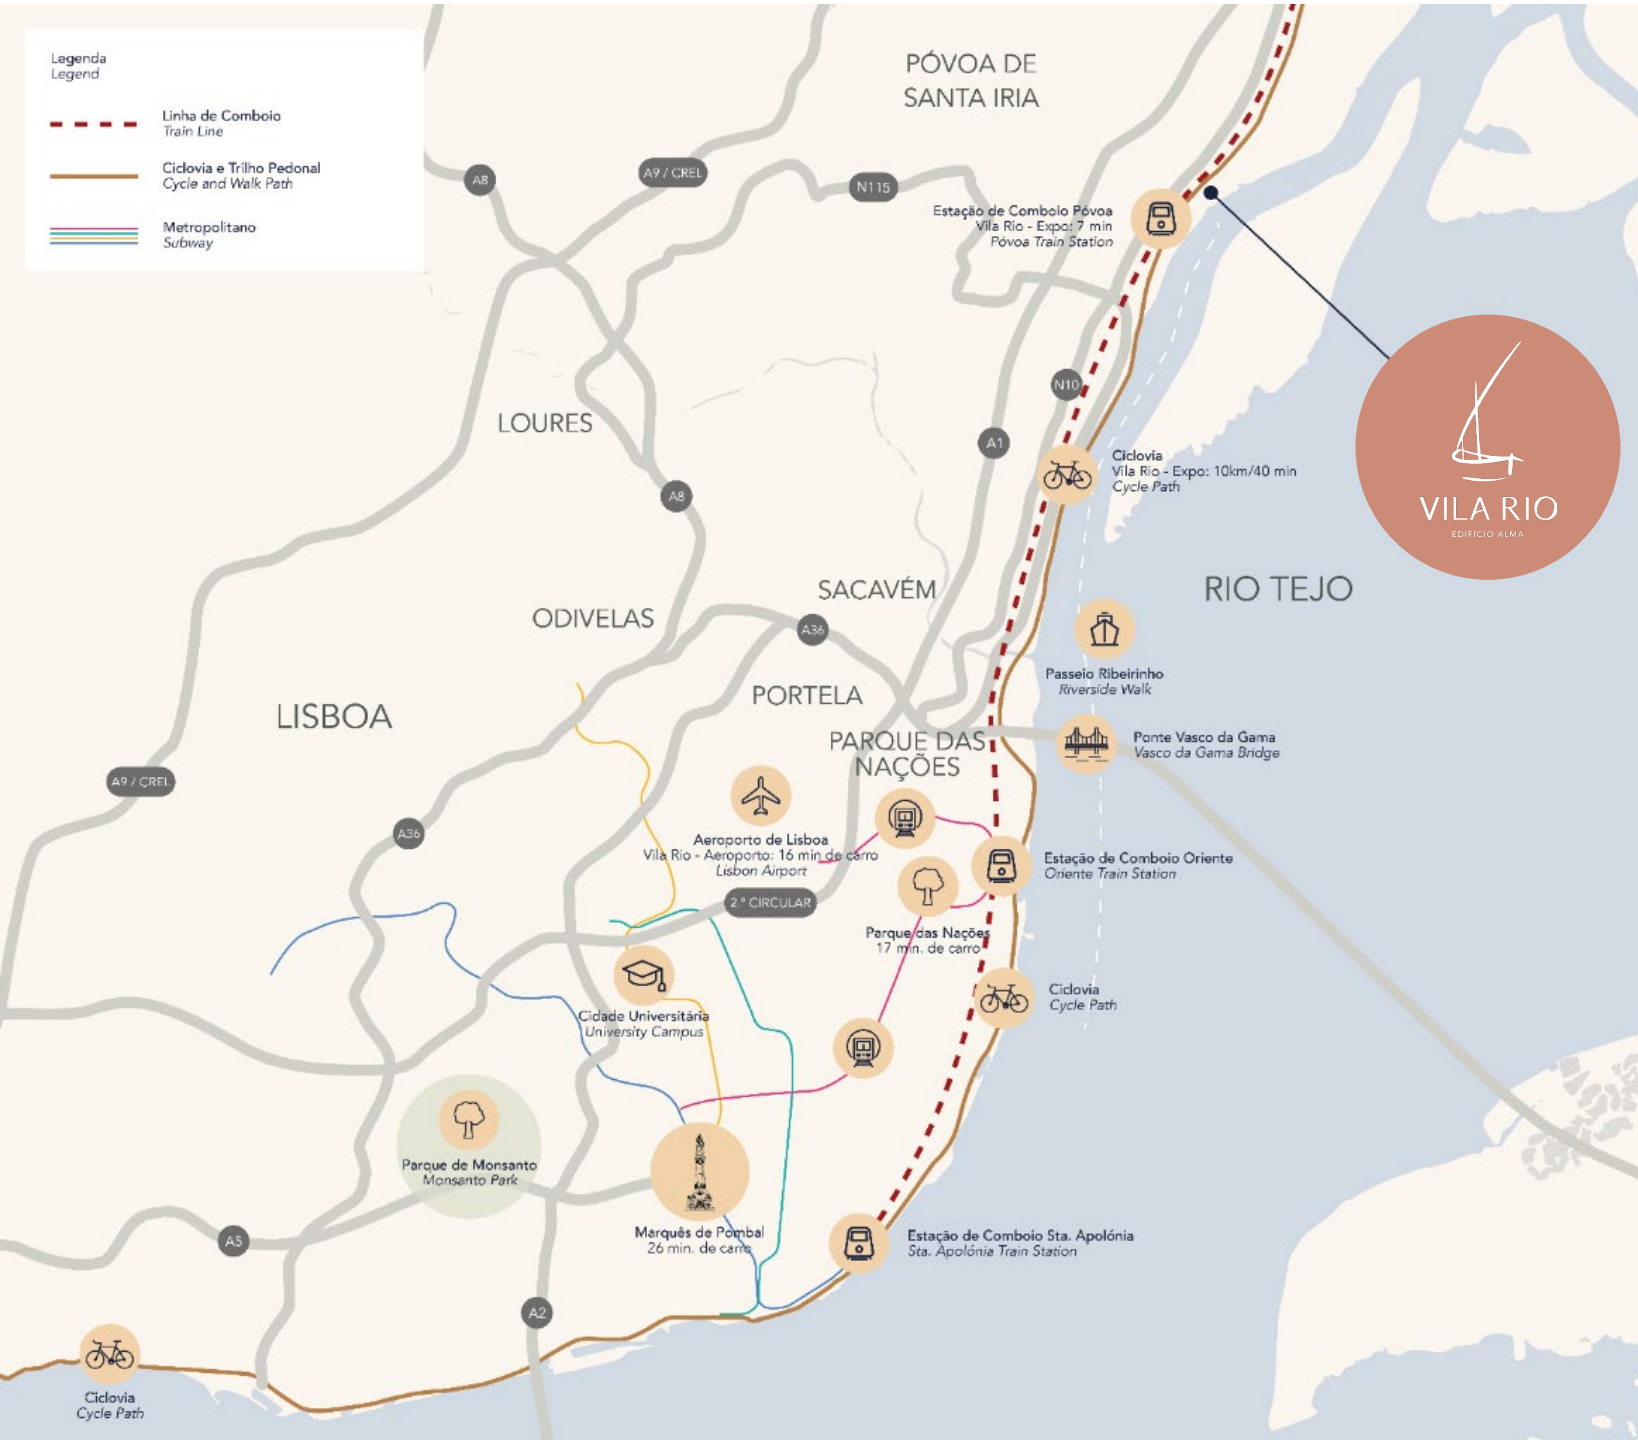 Legenda
Legend
Linha de Comboio
Train Line
Ciclovia e Trilho Pedonal
Cycle and Walk Path
Metropolitano
Subway
PÓVOA DE
SANTA IRIA
A8
A9 / CREL
N115
Estação de Comboio Póvoa
Vila Rio - Expo: 7 min
Póvoa Train Station
N10
A1
LOURES
A8
Ciclovia
Vila Rio - Expo: 10km/40 min
Cycle Path
VILA RIO
EDIFÍCIO ALMA
RIO TEJO
SACAVÉM
ODIVELAS
A36
Passeio Ribeirinho
Riverside Walk
PORTELA
LISBOA
PARQUE DAS
NAÇÕES
Ponte Vasco da Gama
Vasco da Gama Bridge
A9 / CREL
A36
Aeroporto de Lisboa
Vila Rio - Aeroporto: 16 min de carro
Lisbon Airport
Estação de Comboio Oriente
Oriente Train Station
2.ª CIRCULAR
Parque das Nações
17 min. de carro
Ciclovia
Cycle Path
Cidade Universitária
University Campus
Parque de Monsanto
Monsanto Park
Marquês de Pombal
26 min. de carro
Estação de Comboio Sta. Apolónia
Sta. Apolónia Train Station
A5
A2
Ciclovia
Cycle Path